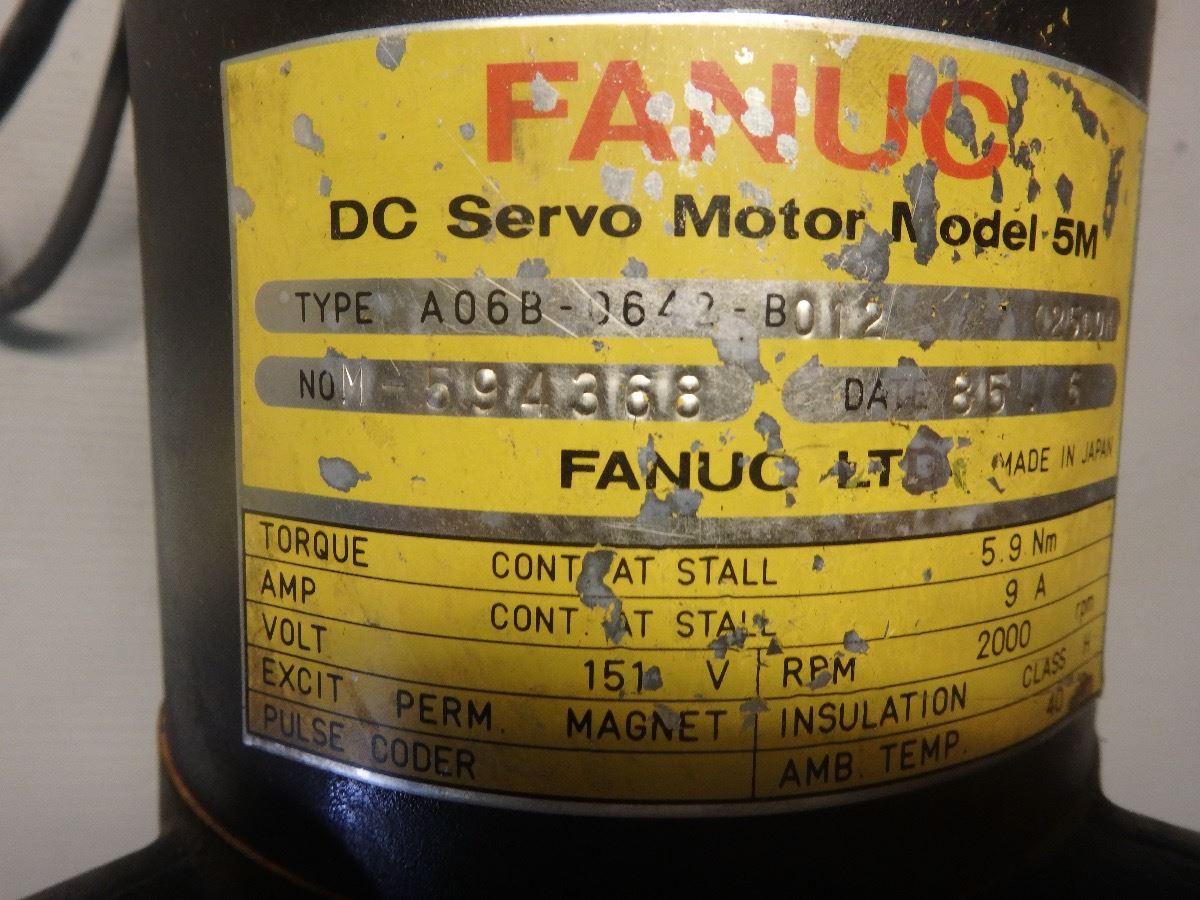 FANUC
DC Servo Motor Model 5M
TYPE A06B-0642-B012
NO M-594368 DATE 85
FANUC LTD MADE IN JAPAN
TORQUE CONT. AT STALL 5.9 Nm
AMP CONT. AT STALL 9 A
VOLT 151 V RPM 2000 rpm
EXCIT PERM. MAGNET INSULATION CLASS H
PULSE CODER AMB. TEMP. 40